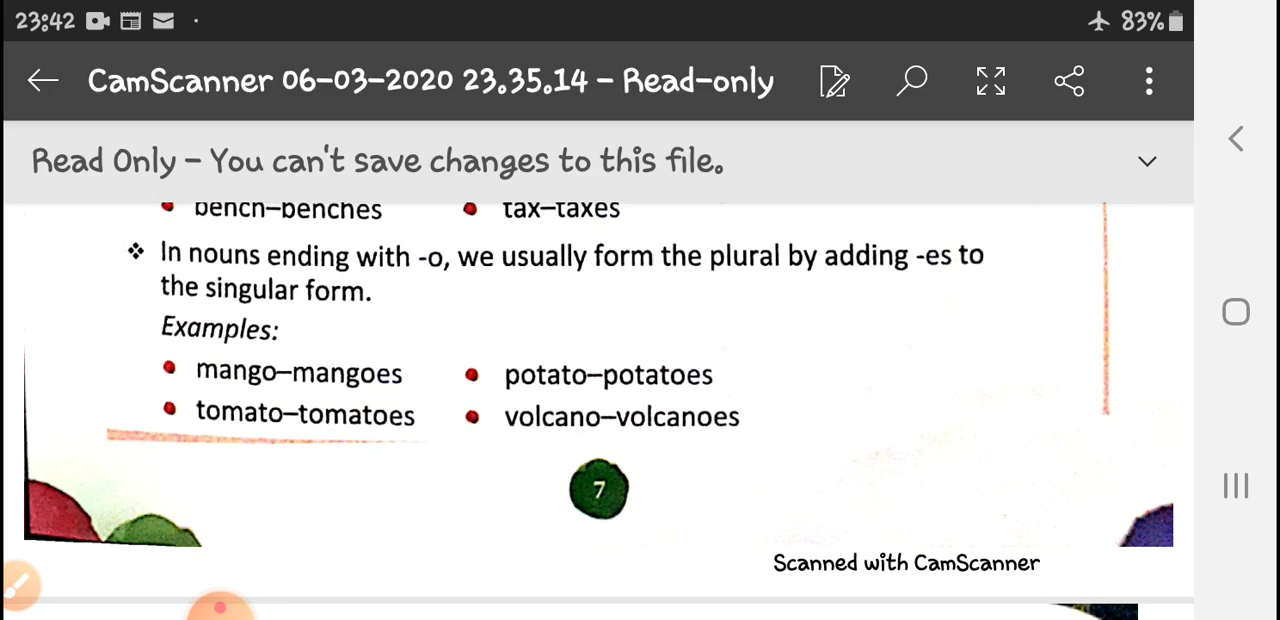 23:42 83%
CamScanner 06-03-2020 23.35.14 - Read-only
Read Only - You can't save changes to this file.
bench–benches tax–taxes
In nouns ending with -o, we usually form the plural by adding -es to
the singular form.
Examples:
mango–mangoes potato–potatoes
tomato–tomatoes volcano–volcanoes
7
Scanned with CamScanner